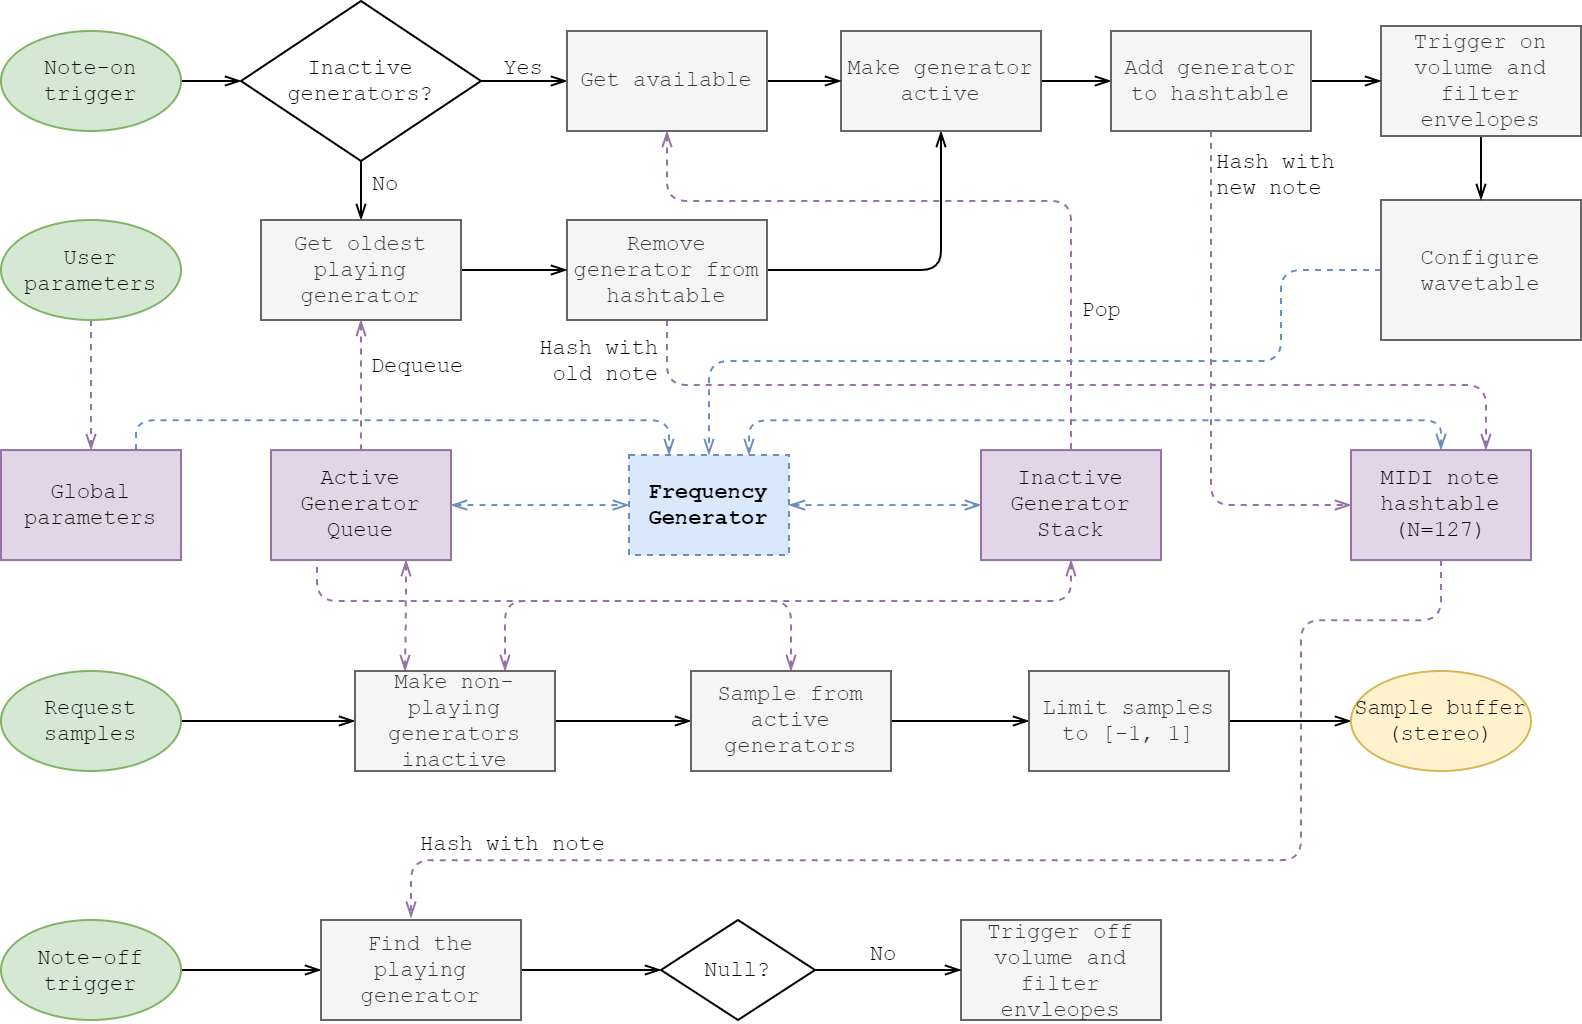 Note-on
trigger
Inactive
generators?
Yes
Get available
Make generator
active
Add generator
to hashtable
Trigger on
volume and
filter
envelopes
No
Hash with
new note
User
parameters
Get oldest
playing
generator
Remove
generator from
hashtable
Configure
wavetable
Pop
Hash with
old note
Dequeue
Global
parameters
Active
Generator
Queue
Frequency
Generator
Inactive
Generator
Stack
MIDI note
hashtable
(N=127)
Request
samples
Make non-
playing
generators
inactive
Sample from
active
generators
Limit samples
to [-1, 1]
Sample buffer
(stereo)
Hash with note
Note-off
trigger
Find the
playing
generator
Null?
No
Trigger off
volume and
filter
envleopes